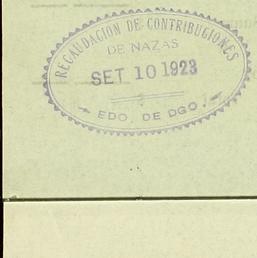 RECAUDACION DE CONTRIBUCIONES
DE NAZAS
SET 10 1923
EDO. DE DGO.